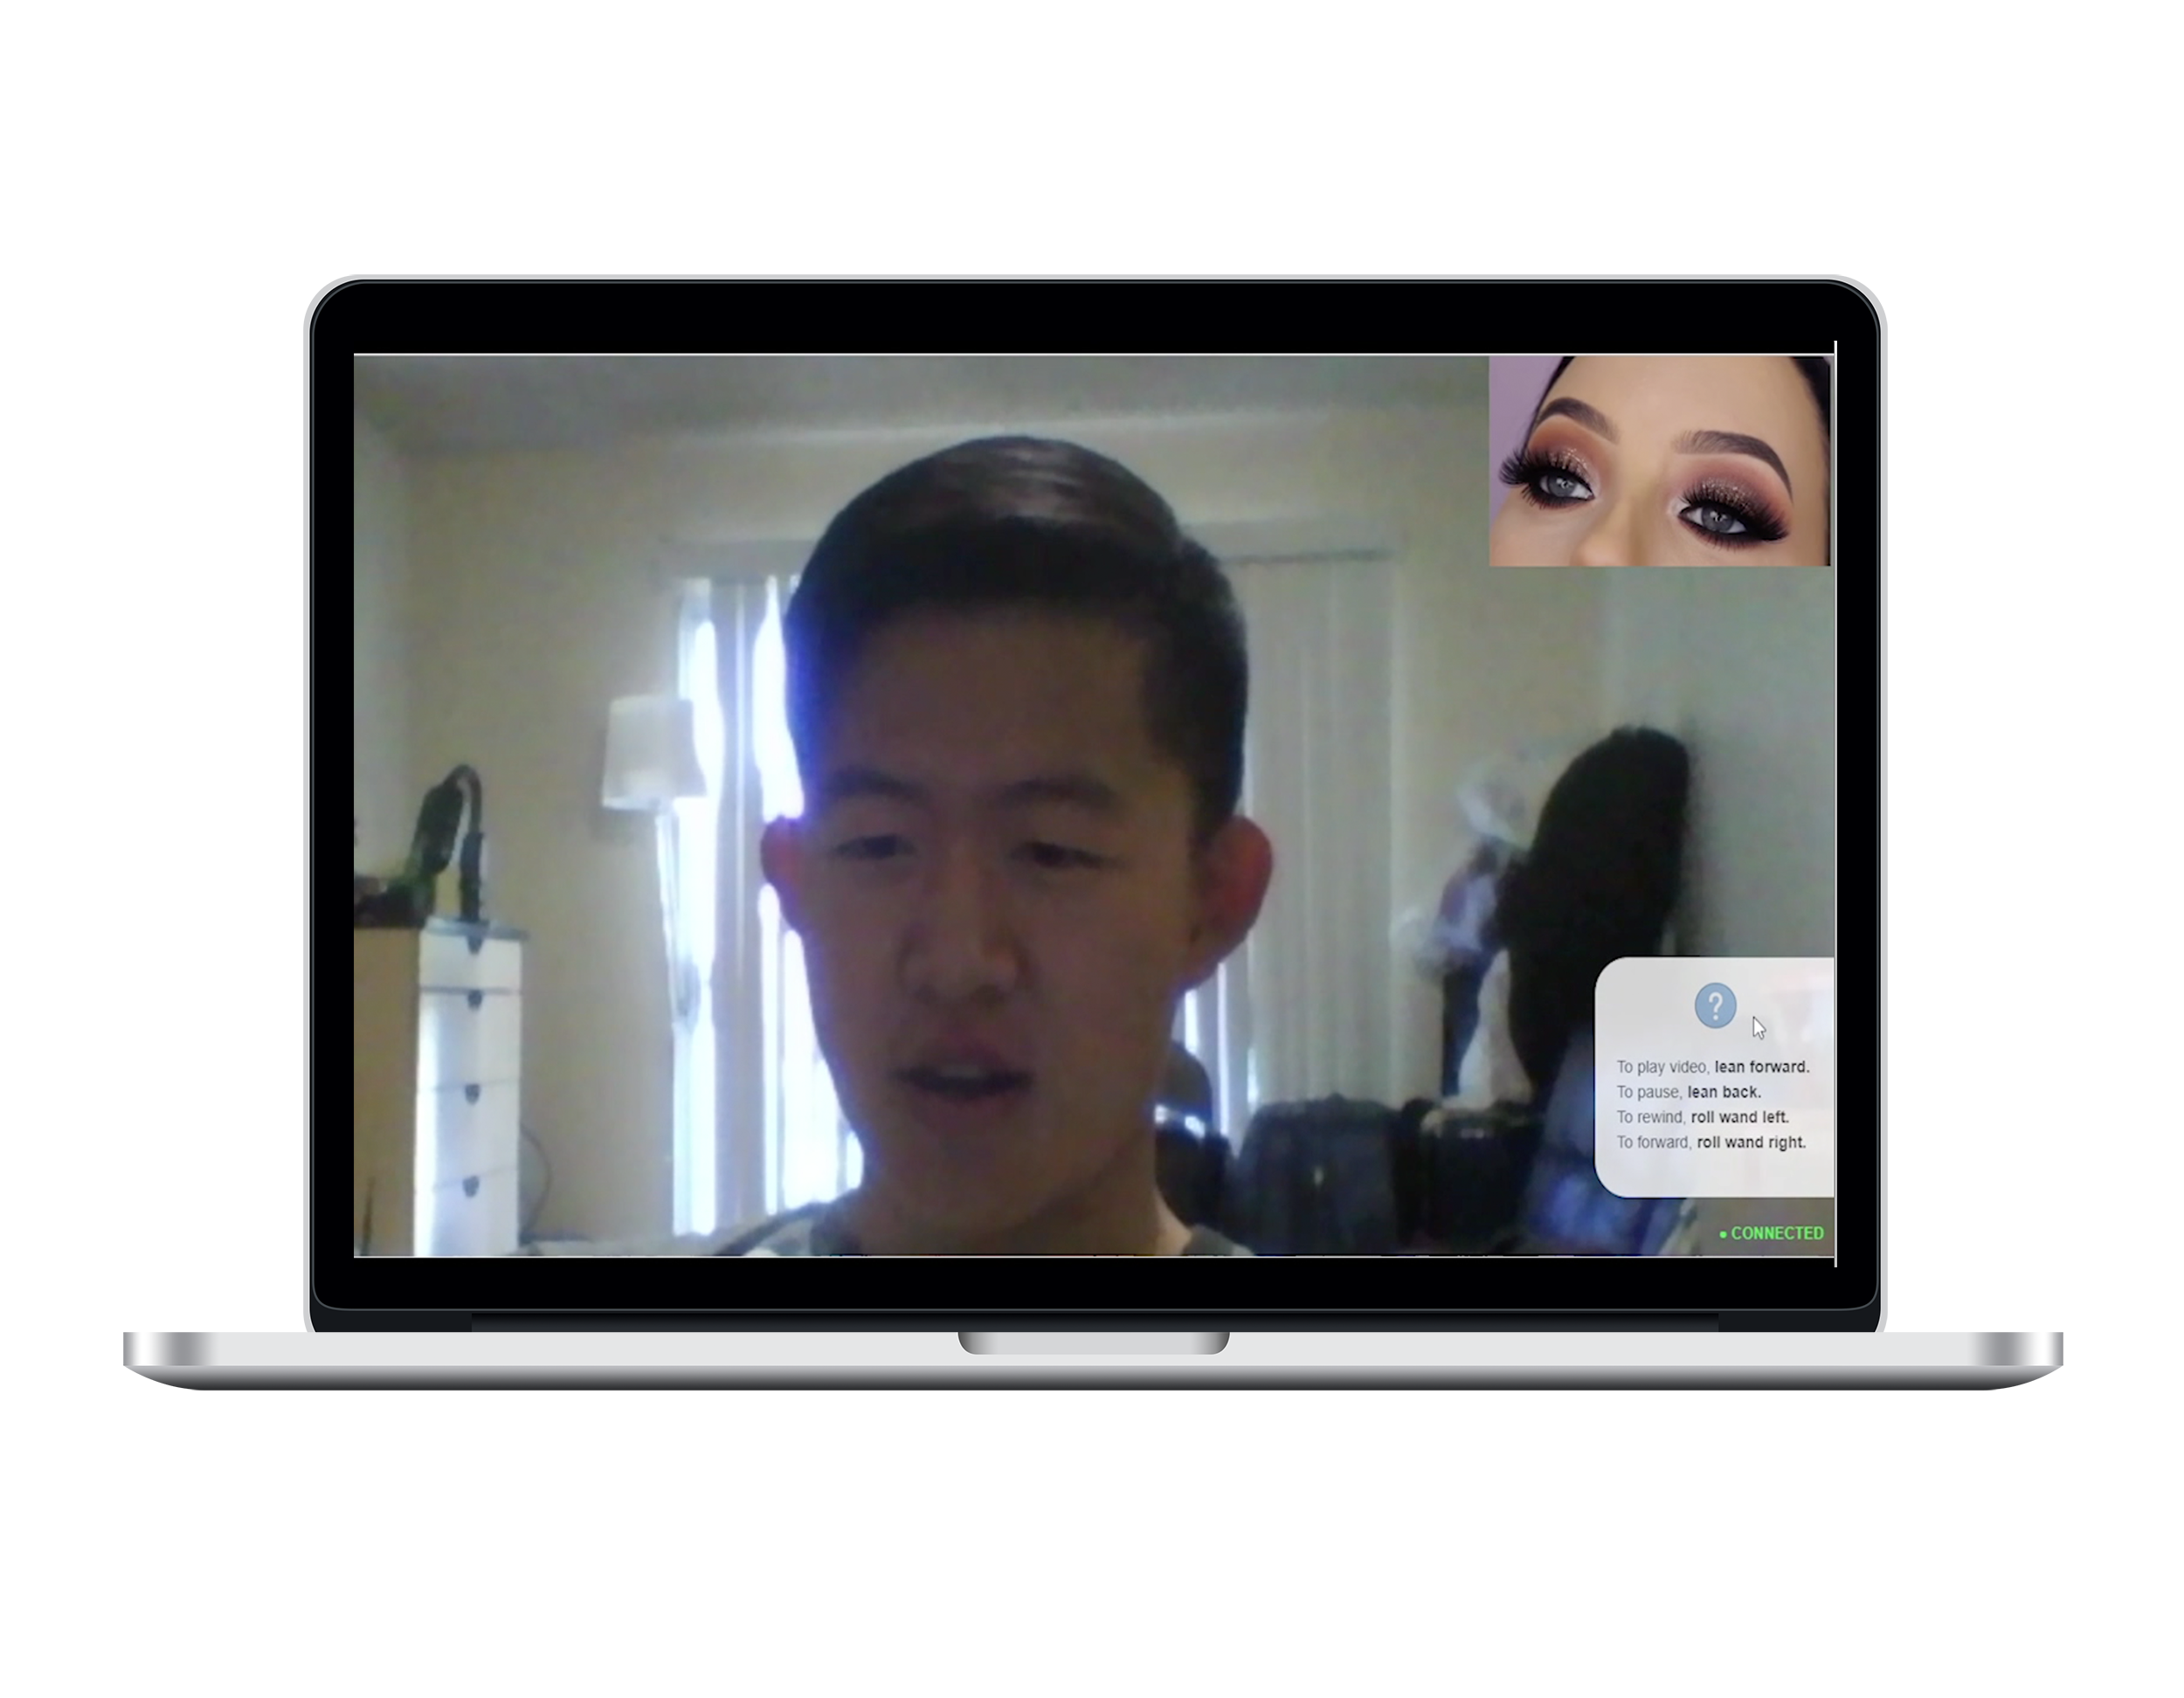 ?
To play video, lean forward.
To pause, lean back.
To rewind, roll wand left.
To forward, roll wand right.
• CONNECTED